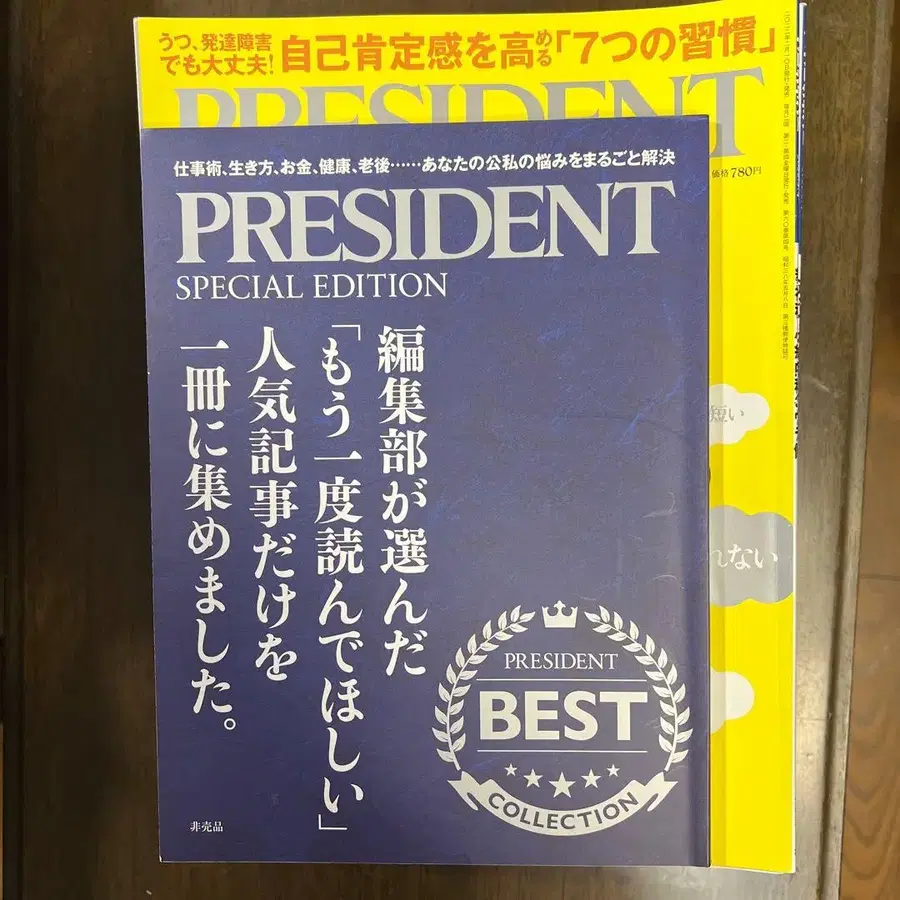 うつ、発達障害
でも大丈夫!
自己肯定感を高める「7つの習慣」
PRESIDENT
価格780円
短い
れない
仕事術、生き方、お金、健康、老後……あなたの公私の悩みをまるごと解決
PRESIDENT
SPECIAL EDITION
編集部が選んだ
「もう一度読んでほしい」
人気記事だけを
一冊に集めました。
PRESIDENT
BEST
COLLECTION
非売品